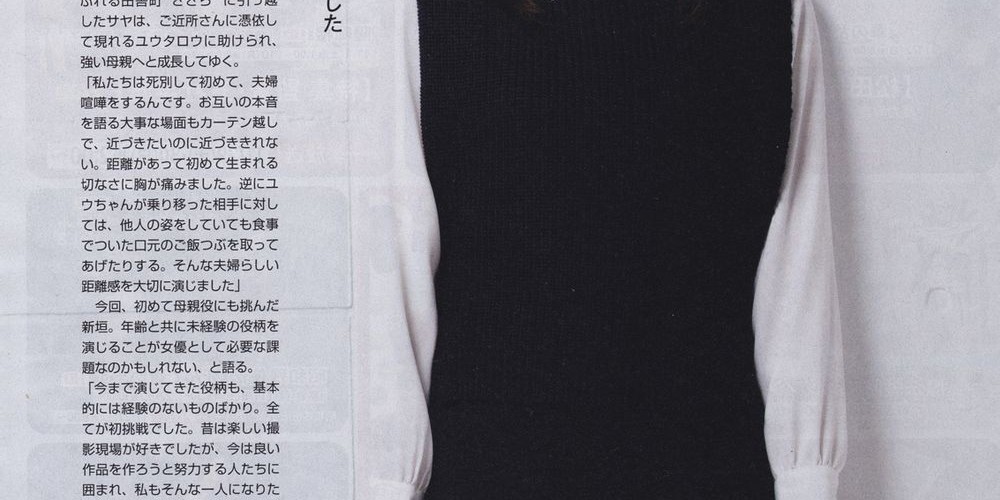 した
ふれる田舎町"ささら"に引っ越
したサヤは、ご近所さんに憑依し
て現れるユウタロウに助けられ、
強い母親へと成長してゆく。
「私たちは死別して初めて、夫婦
喧嘩をするんです。お互いの本音
を語る大事な場面もカーテン越し
で、近づきたいのに近づききれな
い。距離があって初めて生まれる
切なさに胸が痛みました。逆にユ
ウちゃんが乗り移った相手に対し
ては、他人の姿をしていても食事
でついた口元のご飯つぶを取って
あげたりする。そんな夫婦らしい
距離感を大切に演じました」
今回、初めて母親役にも挑んだ
新垣。年齢と共に未経験の役柄を
演じることが女優として必要な課
題なのかもしれない、と語る。
「今まで演じてきた役柄も、基本
的には経験のないものばかり。全
てが初挑戦でした。昔は楽しい撮
影現場が好きでしたが、今は良い
作品を作ろうと努力する人たちに
囲まれ、私もそんな一人になりた